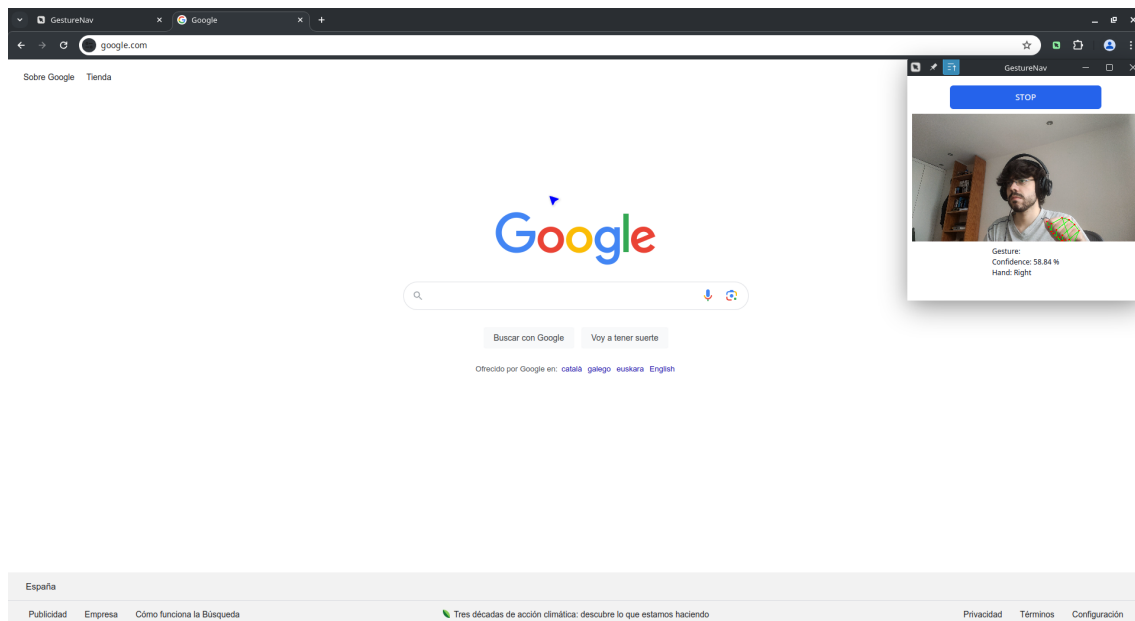 GestureNav
Google
google.com
Sobre Google Tienda
GestureNav
STOP
Gesture:
Confidence: 58.84 %
Hand: Right
Google
Buscar con Google Voy a tener suerte
Ofrecido por Google en: català galego euskara English
España
Publicidad Empresa Cómo funciona la Búsqueda Tres décadas de acción climática: descubre lo que estamos haciendo Privacidad Términos Configuración